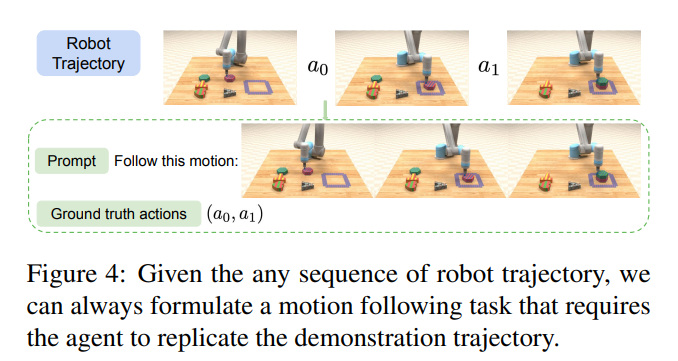 Robot
Trajectory
a0
a1
Prompt Follow this motion:
Ground truth actions (a0, a1)
Figure 4: Given the any sequence of robot trajectory, we
can always formulate a motion following task that requires
the agent to replicate the demonstration trajectory.